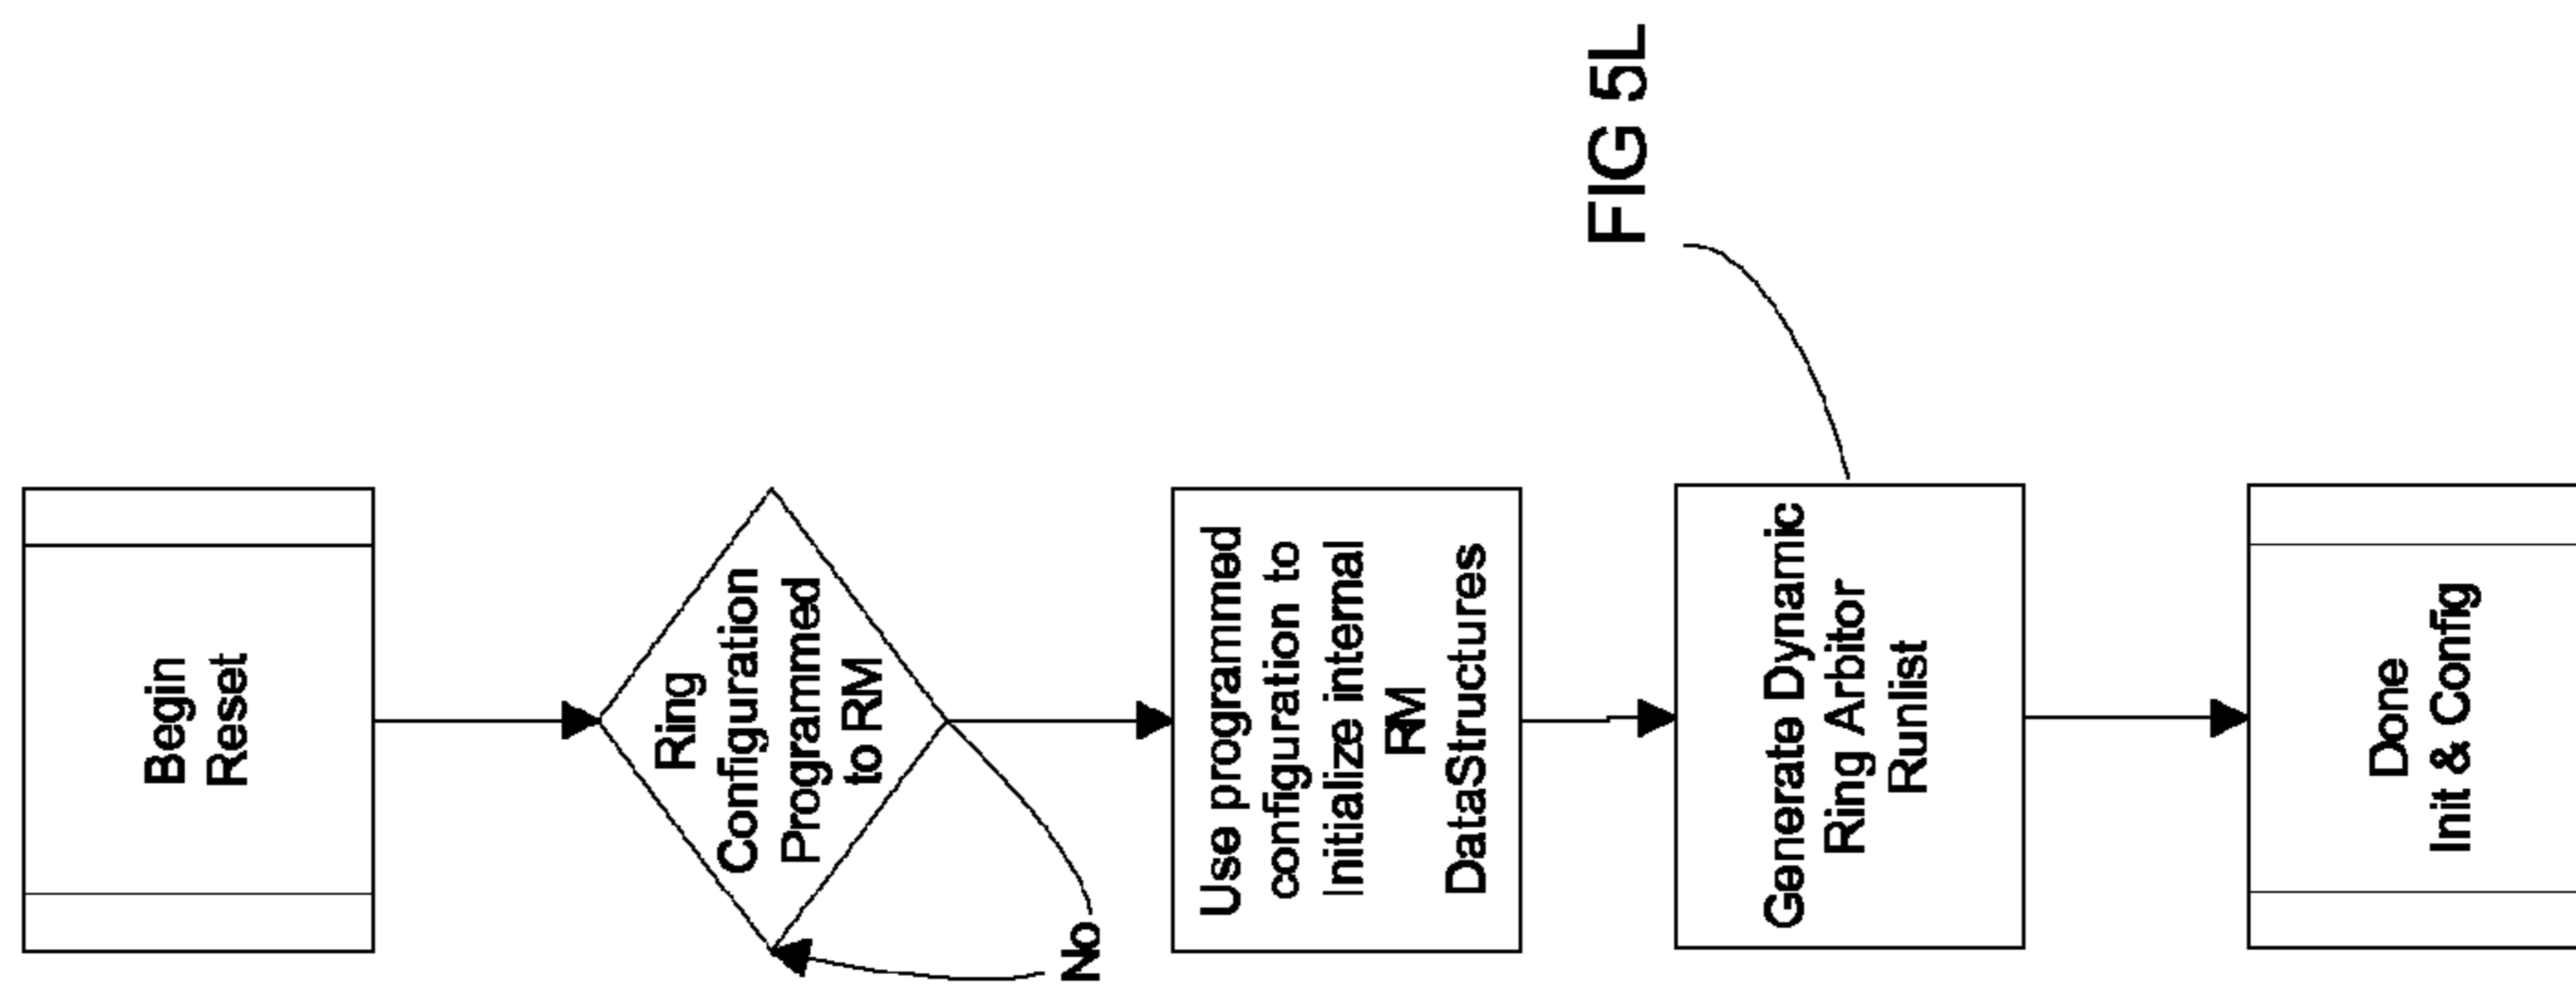 Begin
Reset
Ring
Configuration
Programmed
to RM
No
Use programmed
configuration to
Initialize internal
RM
DataStructures
Generate Dynamic
Ring Arbitor
Runlist
FIG 5L
Done
Init & Config